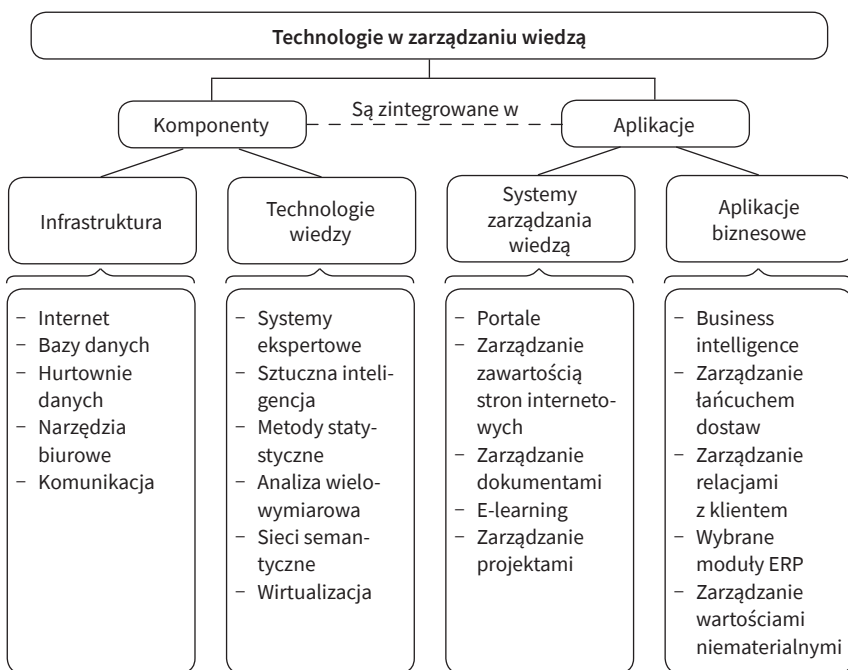 Technologie w zarządzaniu wiedzą
Są zintegrowane w
Komponenty
Aplikacje
Infrastruktura
Technologie
wiedzy
Systemy
zarządzania
wiedzą
Aplikacje
biznesowe
– Internet
– Bazy danych
– Hurtownie
danych
– Narzędzia
biurowe
– Komunikacja
– Systemy
ekspertowe
– Sztuczna inteli-
gencja
– Metody staty-
styczne
– Analiza wielo-
wymiarowa
– Sieci seman-
tyczne
– Wirtualizacja
– Portale
– Zarządzanie
zawartością
stron interneto-
wych
– Zarządzanie
dokumentami
– E-learning
– Zarządzanie
projektami
– Business
intelligence
– Zarządzanie
łańcuchem
dostaw
– Zarządzanie
relacjami
z klientem
– Wybrane
moduły ERP
– Zarządzanie
wartościami
niematerialnymi